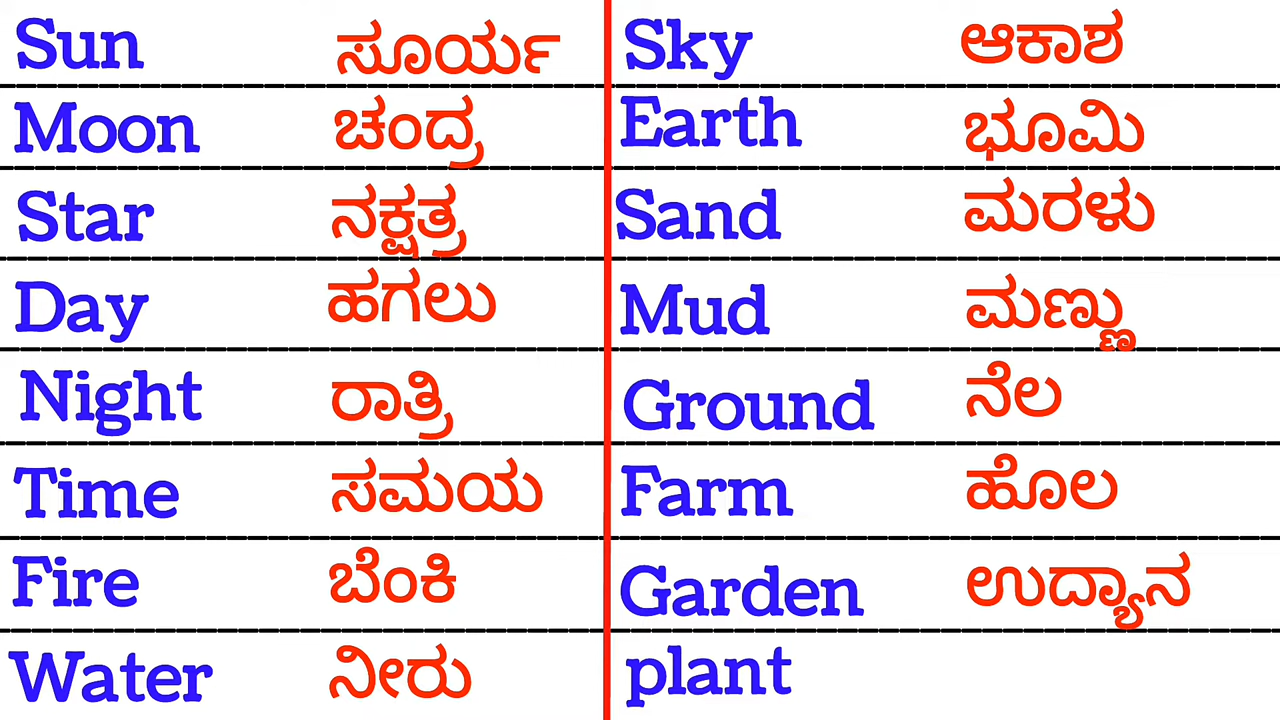 Sun ಸೂರ್ಯ
Moon ಚಂದ್ರ
Star ನಕ್ಷತ್ರ
Day ಹಗಲು
Night ರಾತ್ರಿ
Time ಸಮಯ
Fire ಬೆಂಕಿ
Water ನೀರು
Sky ಆಕಾಶ
Earth ಭೂಮಿ
Sand ಮರಳು
Mud ಮಣ್ಣು
Ground ನೆಲ
Farm ಹೊಲ
Garden ಉದ್ಯಾನ
plant